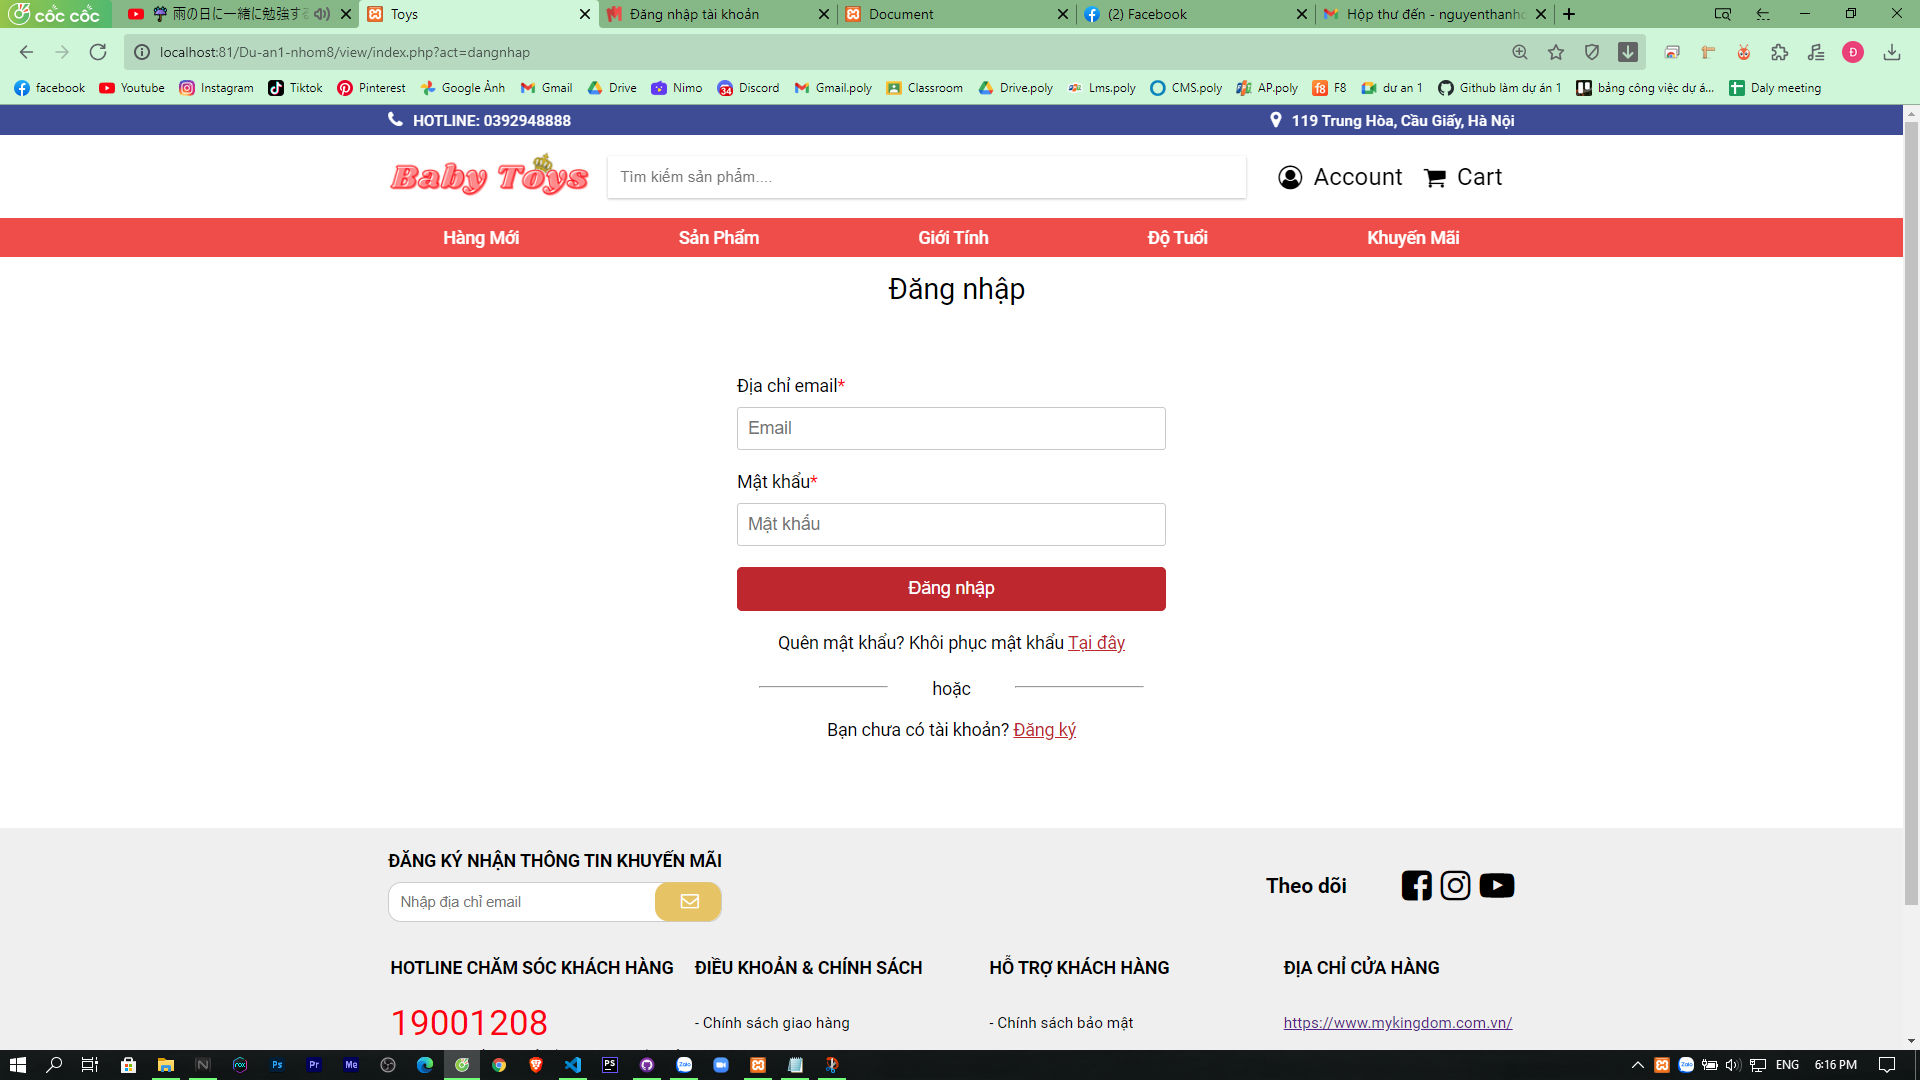 cốc cốc
雨の日に一緒に勉強する
Toys
Đăng nhập tài khoản
Document
(2) Facebook
Hộp thư đến - nguyenthanh
localhost:81/Du-an1-nhom8/view/index.php?act=dangnhap
Đ
facebook
Youtube
Instagram
Tiktok
Pinterest
Google Ảnh
Gmail
Drive
Nimo
34
Discord
Gmail.poly
Classroom
Drive.poly
Lms.poly
CMS.poly
AP.poly
F8
dư an 1
Github làm dự án 1
bảng công việc dự á...
Daly meeting
HOTLINE: 0392948888
119 Trung Hòa, Cầu Giấy, Hà Nội
Baby Toys
Tìm kiếm sản phẩm....
Account
Cart
Hàng Mới
Sản Phẩm
Giới Tính
Độ Tuổi
Khuyến Mãi
Đăng nhập
Địa chỉ email*
Email
Mật khẩu*
Mật khẩu
Đăng nhập
Quên mật khẩu? Khôi phục mật khẩu Tại đây
hoặc
Bạn chưa có tài khoản? Đăng ký
ĐĂNG KÝ NHẬN THÔNG TIN KHUYẾN MÃI
Nhập địa chỉ email
Theo dõi
HOTLINE CHĂM SÓC KHÁCH HÀNG
ĐIỀU KHOẢN & CHÍNH SÁCH
HỖ TRỢ KHÁCH HÀNG
ĐỊA CHỈ CỬA HÀNG
19001208
- Chính sách giao hàng
- Chính sách bảo mật
https://www.mykingdom.com.vn/
ENG
6:16 PM